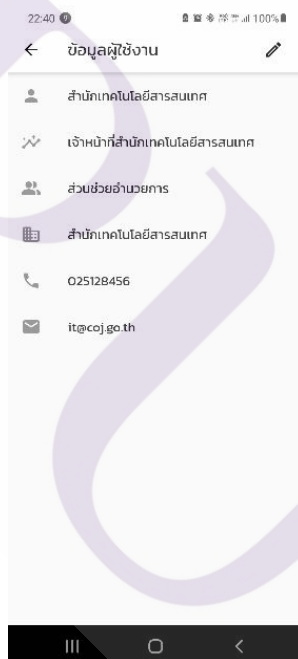 22:40
100%
ข้อมูลผู้ใช้งาน
สำนักเทคโนโลยีสารสนเทศ
เจ้าหน้าที่สำนักเทคโนโลยีสารสนเทศ
ส่วนช่วยอำนวยการ
สำนักเทคโนโลยีสารสนเทศ
025128456
it@coj.go.th